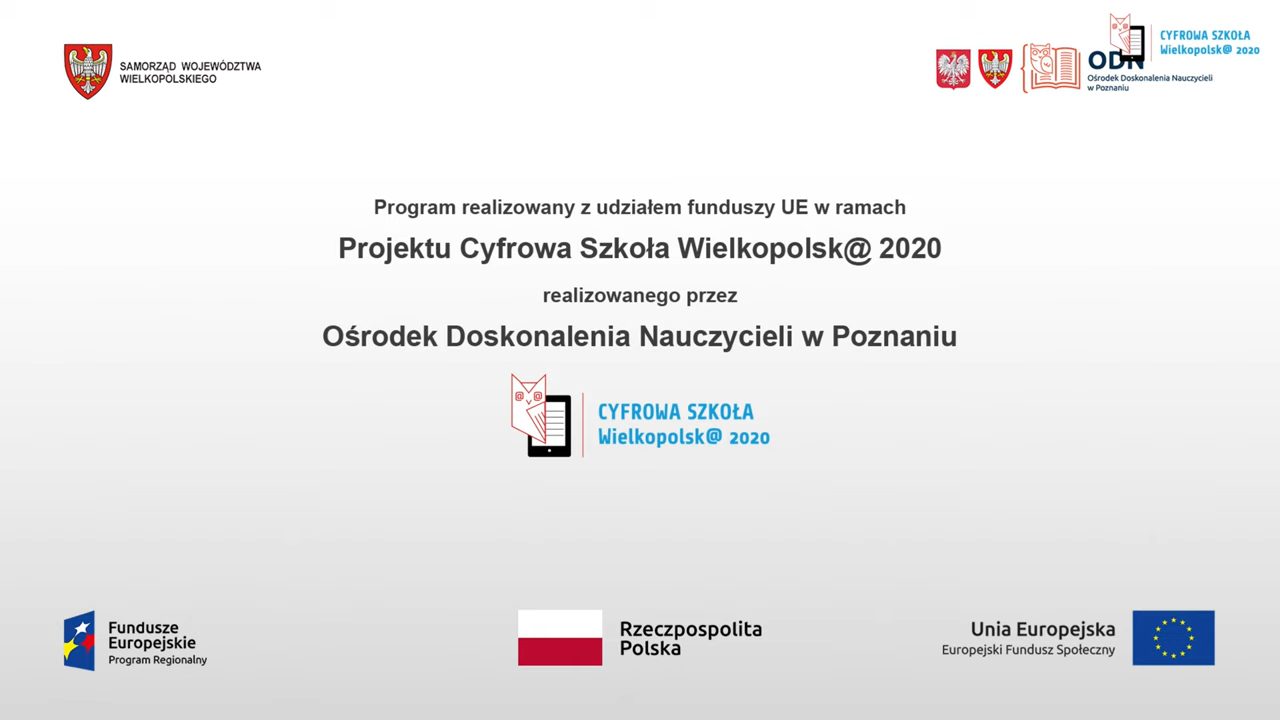 SAMORZĄD WOJEWÓDZTWA
WIELKOPOLSKIEGO
ODN
Ośrodek Doskonalenia Nauczycieli
w Poznaniu
CYFROWA SZKOŁA
Wielkopolsk@ 2020
Program realizowany z udziałem funduszy UE w ramach
Projektu Cyfrowa Szkoła Wielkopolsk@ 2020
realizowanego przez
Ośrodek Doskonalenia Nauczycieli w Poznaniu
CYFROWA SZKOŁA
Wielkopolsk@ 2020
Fundusze
Europejskie
Program Regionalny
Rzeczpospolita
Polska
Unia Europejska
Europejski Fundusz Społeczny